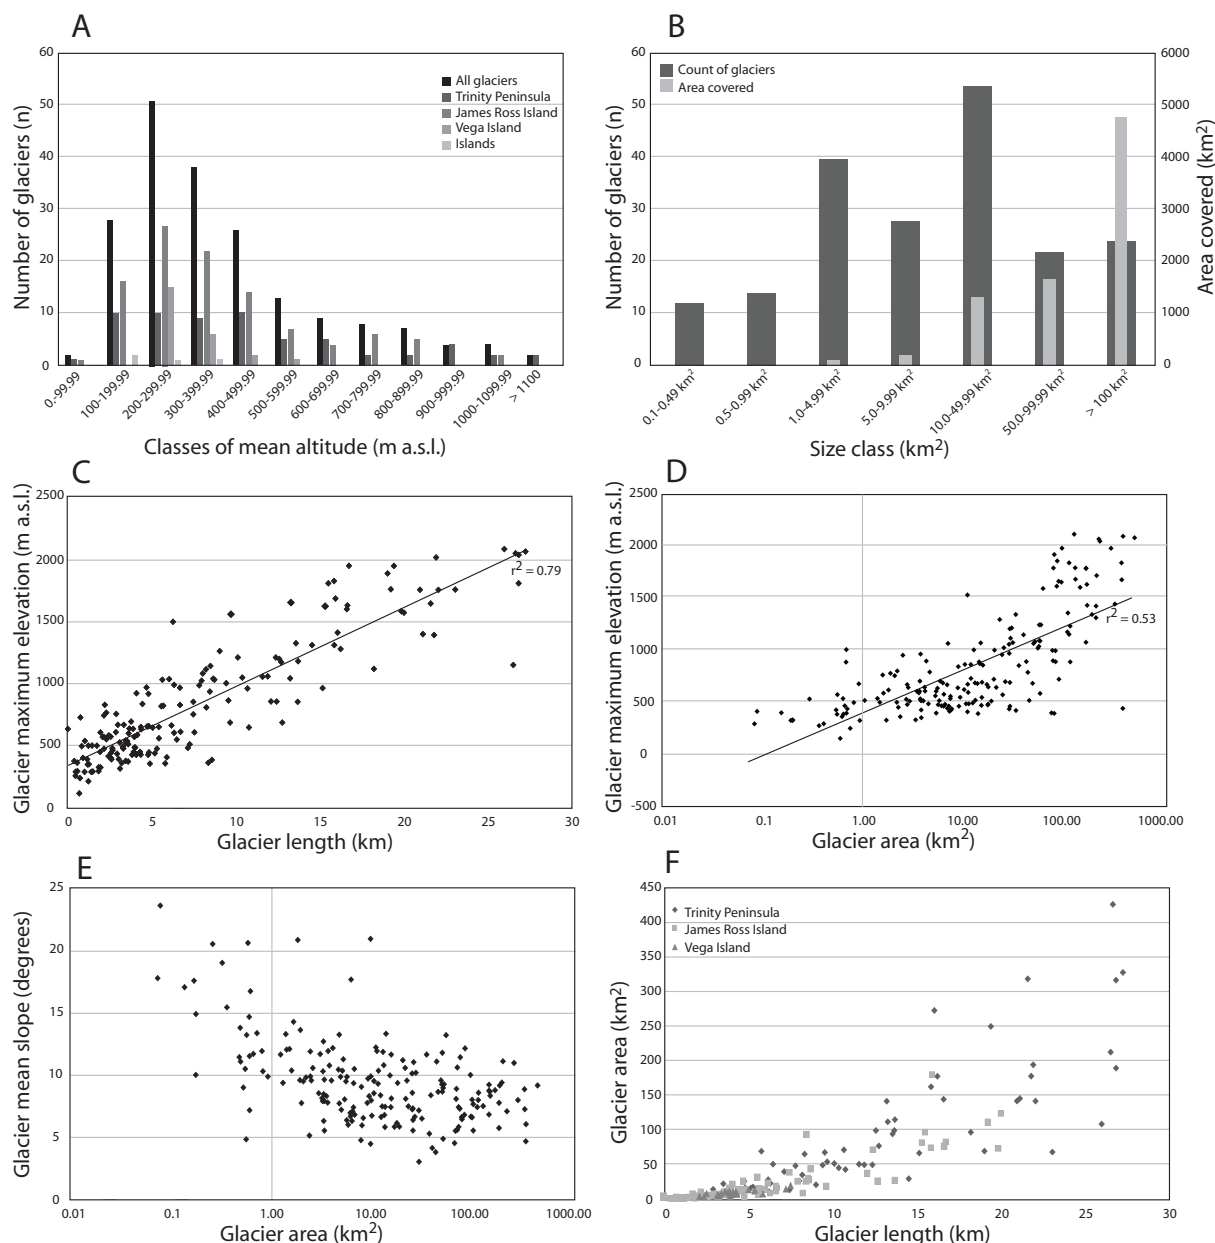 A
60
50
40
30
20
10
0
Number of glaciers (n)
All glaciers
Trinity Peninsula
James Ross Island
Vega Island
Islands
0.-99.99
100-199.99
200-299.99
300-399.99
400-499.99
500-599.99
600-699.99
700-799.99
800-899.99
900-999.99
1000-1099.99
> 1100
Classes of mean altitude (m a.s.l.)
B
60
50
40
30
20
10
0
Number of glaciers (n)
Count of glaciers
Area covered
6000
5000
4000
3000
2000
1000
0
Area covered (km²)
0.1-0.49 km²
0.5-0.99 km²
1.0-4.99 km²
5.0-9.999 km²
10.0-49.99 km²
50.0-99.99 km²
> 100 km²
Size class (km²)
C
2500
2000
1500
1000
500
0
Glacier maximum elevation (m a.s.l.)
r² = 0.79
0 5 10 15 20 25 30
Glacier length (km)
D
2500
2000
1500
1000
500
0
-500
Glacier maximum elevation (m a.s.l.)
r² = 0.53
0.01 0.1 1.00 10.00 100.00 1000.00
Glacier area (km²)
E
25
20
15
10
5
0
Glacier mean slope (degrees)
0.01 0.1 1.00 10.00 100.00 1000.00
Glacier area (km²)
F
450
400
350
300
250
200
150
100
50
0
Glacier area (km²)
Trinity Peninsula
James Ross Island
Vega Island
0 5 10 15 20 25 30
Glacier length (km)